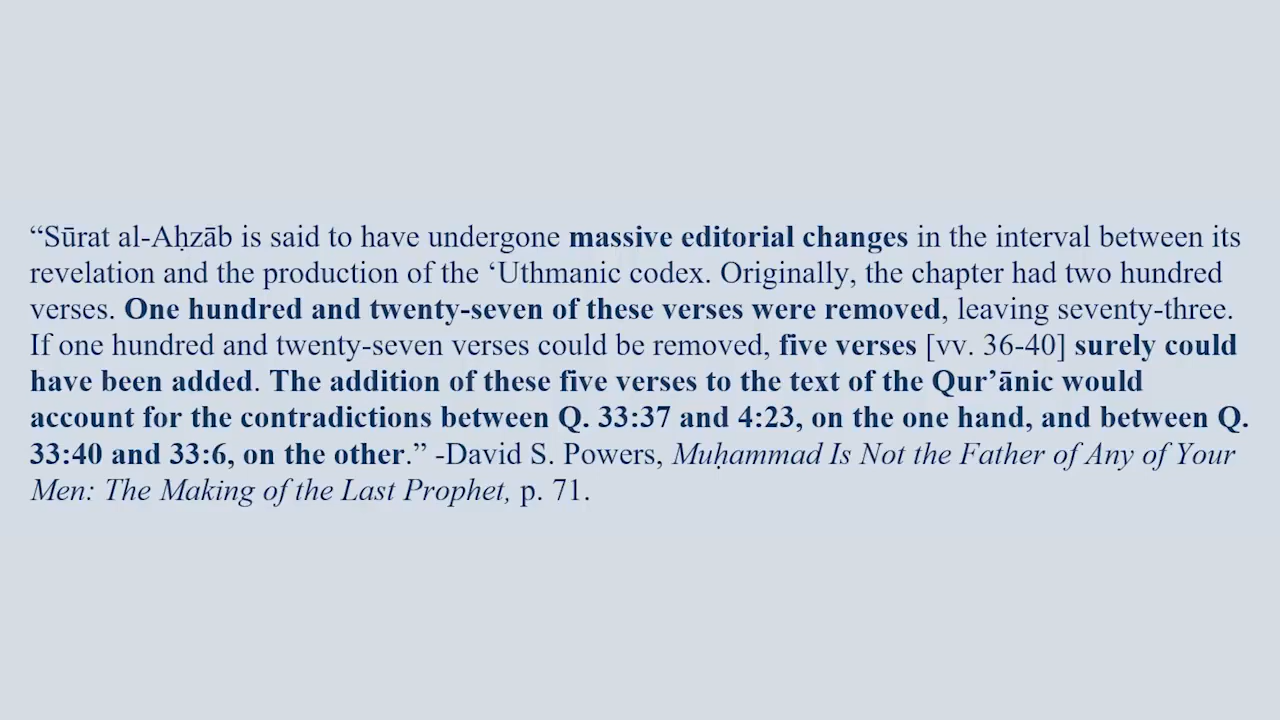 “Sūrat al-Aḥzāb is said to have undergone massive editorial changes in the interval between its
revelation and the production of the ‘Uthmanic codex. Originally, the chapter had two hundred
verses. One hundred and twenty-seven of these verses were removed, leaving seventy-three.
If one hundred and twenty-seven verses could be removed, five verses [vv. 36-40] surely could
have been added. The addition of these five verses to the text of the Qur’ānic would
account for the contradictions between Q. 33:37 and 4:23, on the one hand, and between Q.
33:40 and 33:6, on the other.” -David S. Powers, Muḥammad Is Not the Father of Any of Your
Men: The Making of the Last Prophet, p. 71.